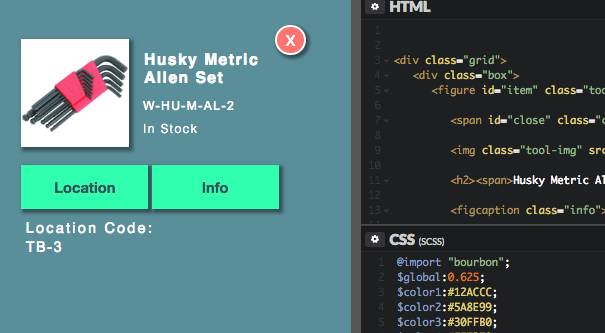 X
Husky Metric
Allen Set
W-HU-M-AL-2
In Stock
Location
Info
Location Code:
TB-3
HTML
1
2
3 <div class="grid">
4 <div class="box">
5 <figure id="item" class="too
6
7 <span id="close" class="c
8
9 <img class="tool-img" src
10
11 <h2><span>Husky Metric Al
12
13 <figcaption class="info">
CSS (SCSS)
1 @import "bourbon";
2 $global:0.625;
3 $color1:#12ACCC;
4 $color2:#5A8E99;
5 $color3:#30FFB0;